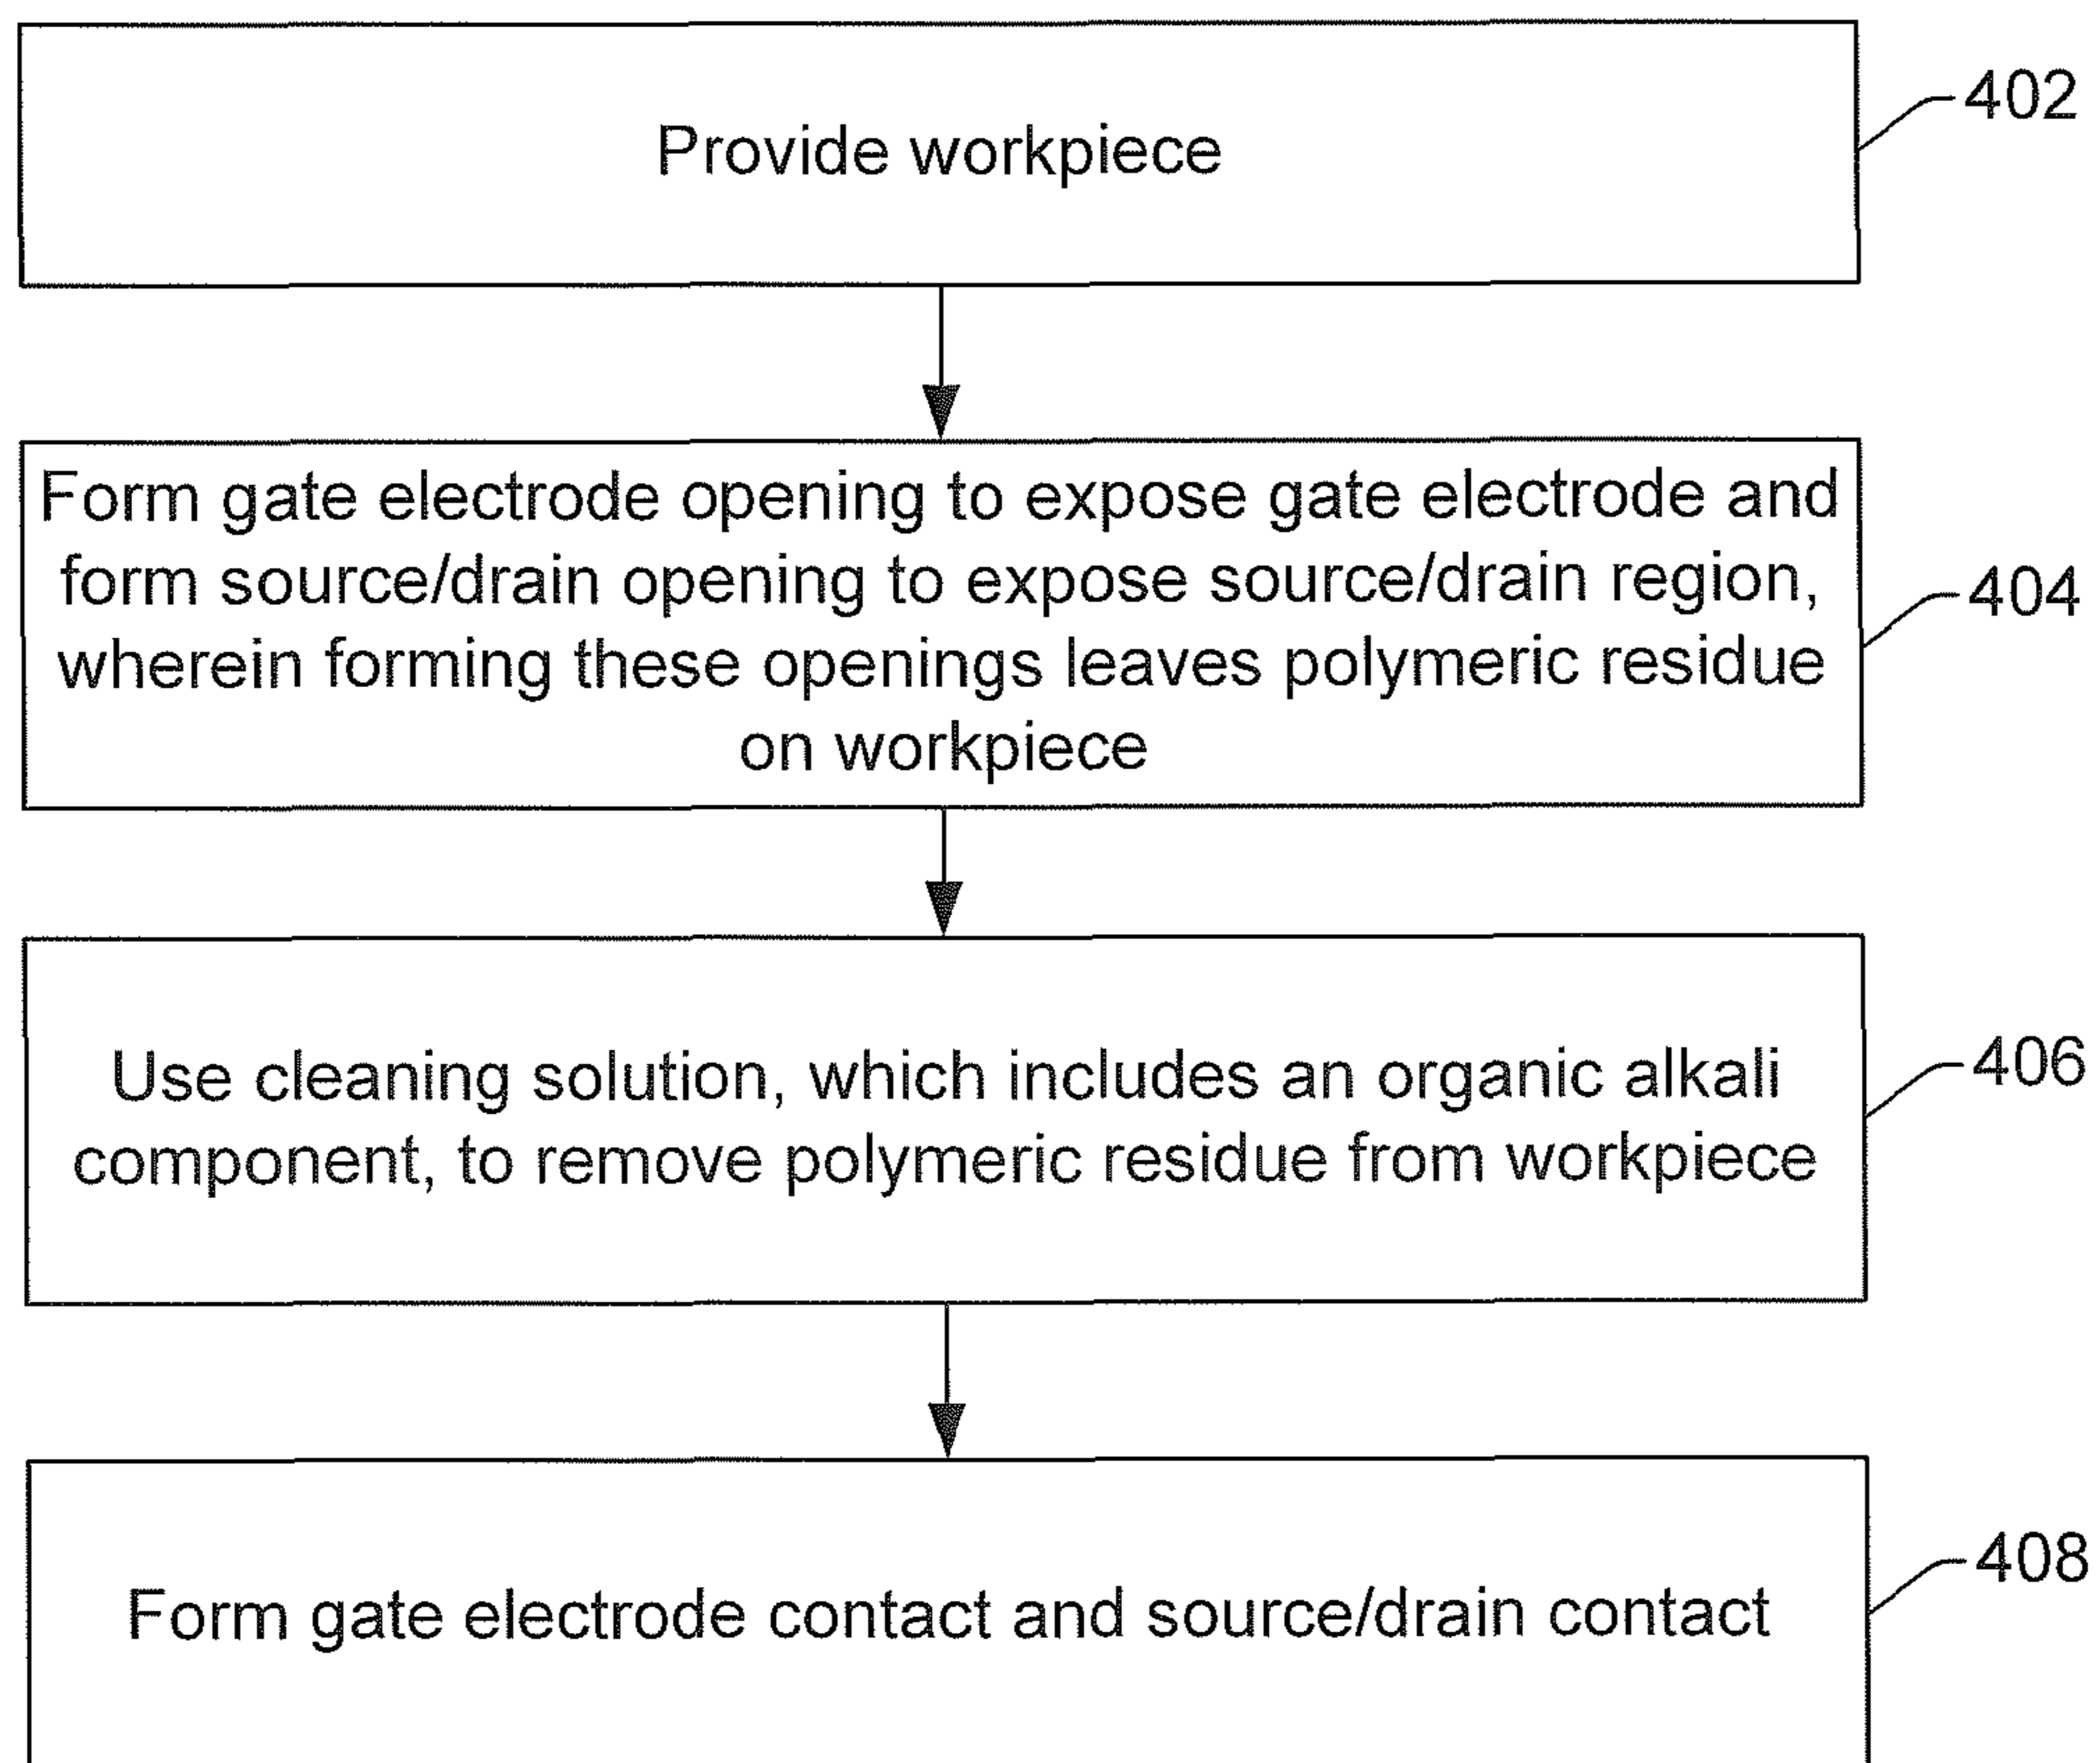 Provide workpiece
402
Form gate electrode opening to expose gate electrode and
form source/drain opening to expose source/drain region,
wherein forming these openings leaves polymeric residue
on workpiece
404
Use cleaning solution, which includes an organic alkali
component, to remove polymeric residue from workpiece
406
Form gate electrode contact and source/drain contact
408